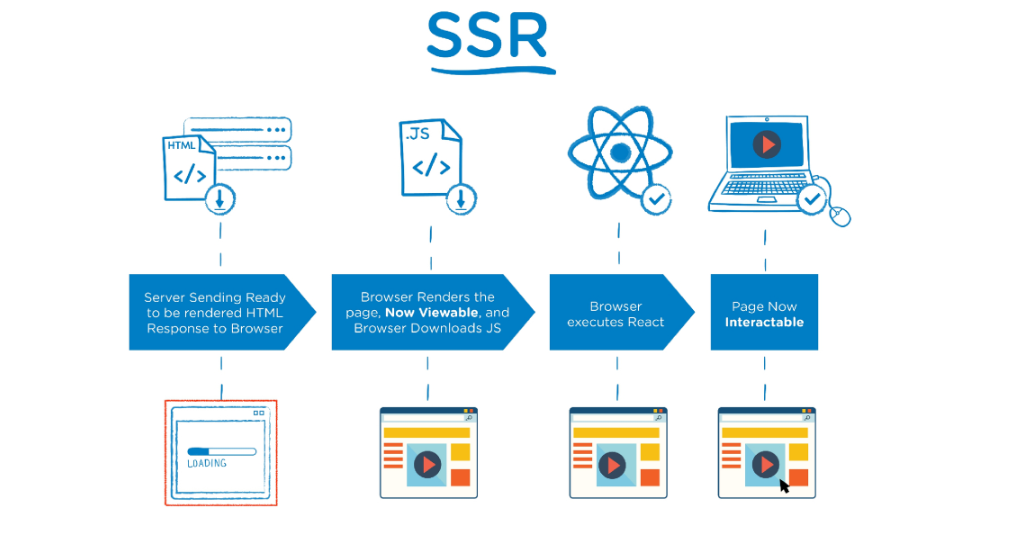 SSR
HTML
</>
.JS
</>
Server Sending Ready
to be rendered HTML
Response to Browser
Browser Renders the
page, Now Viewable, and
Browser Downloads JS
Browser
executes React
Page Now
Interactable
LOADING